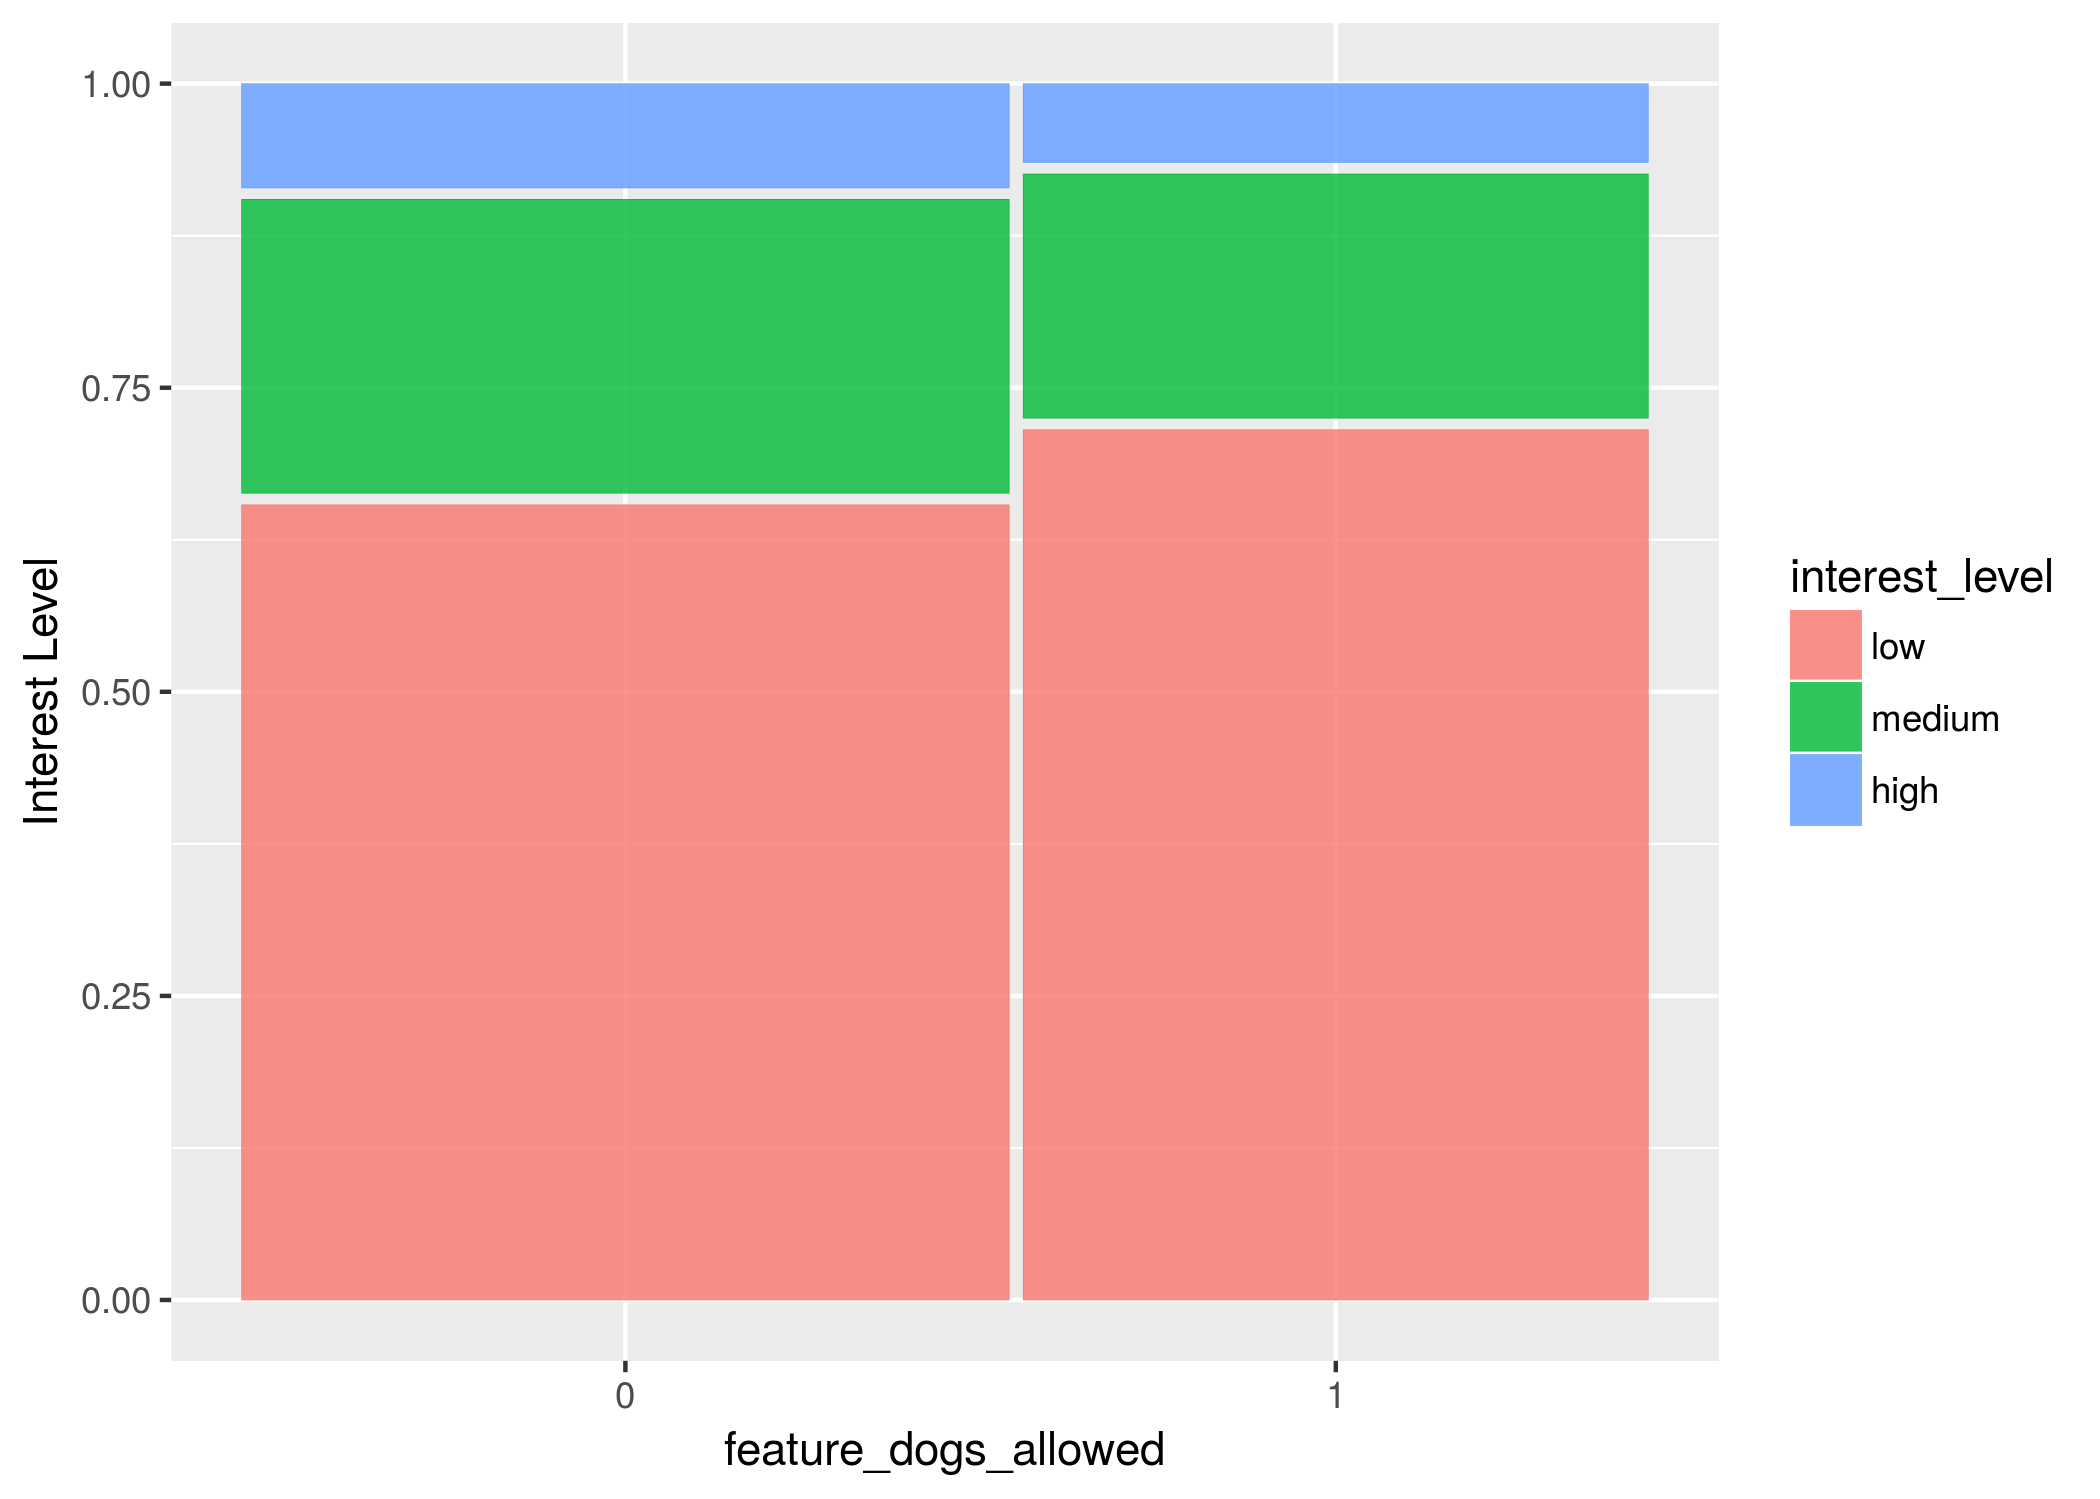 Interest Level
1.00
0.75
0.50
0.25
0.00
0
1
feature_dogs_allowed
interest_level
low
medium
high